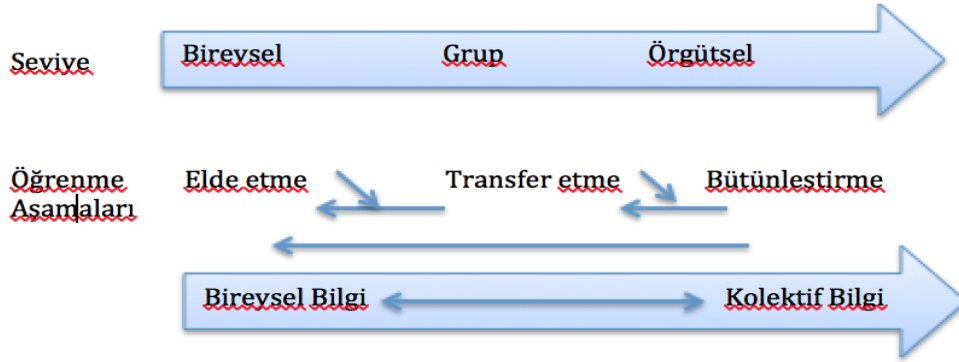 Seviye Bireysel Grup Örgütsel
Öğrenme Elde etme Transfer etme Bütünleştirme
Aşamaları
Bireysel Bilgi Kolektif Bilgi